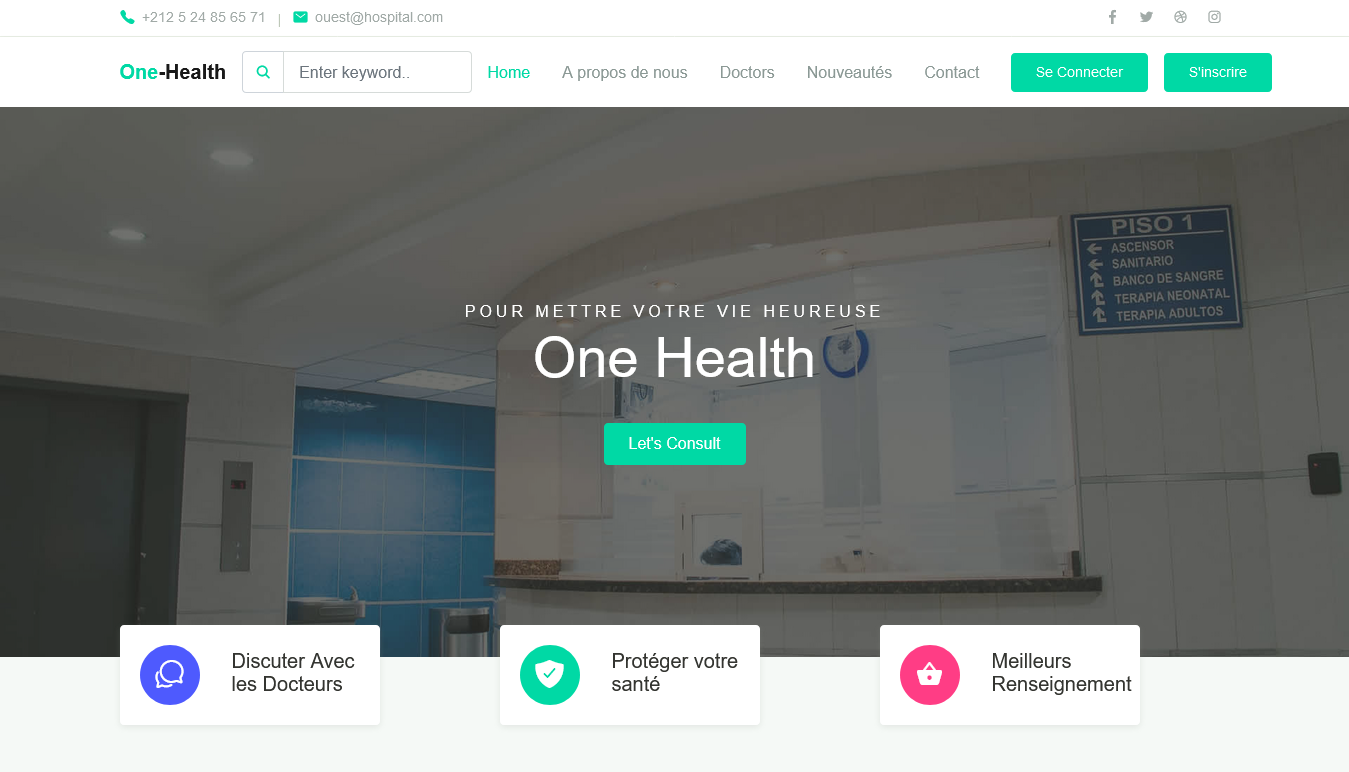 +212 5 24 85 65 71 | ouest@hospital.com
One-Health
Enter keyword..
Home
A propos de nous
Doctors
Nouveautés
Contact
Se Connecter
S'inscrire
PISO 1
ASCENSOR
SANITARIO
BANCO DE SANGRE
TERAPIA NEONATAL
TERAPIA ADULTOS
POUR METTRE VOTRE VIE HEUREUSE
One Health
Let's Consult
Discuter Avec
les Docteurs
Protéger votre
santé
Meilleurs
Renseignement